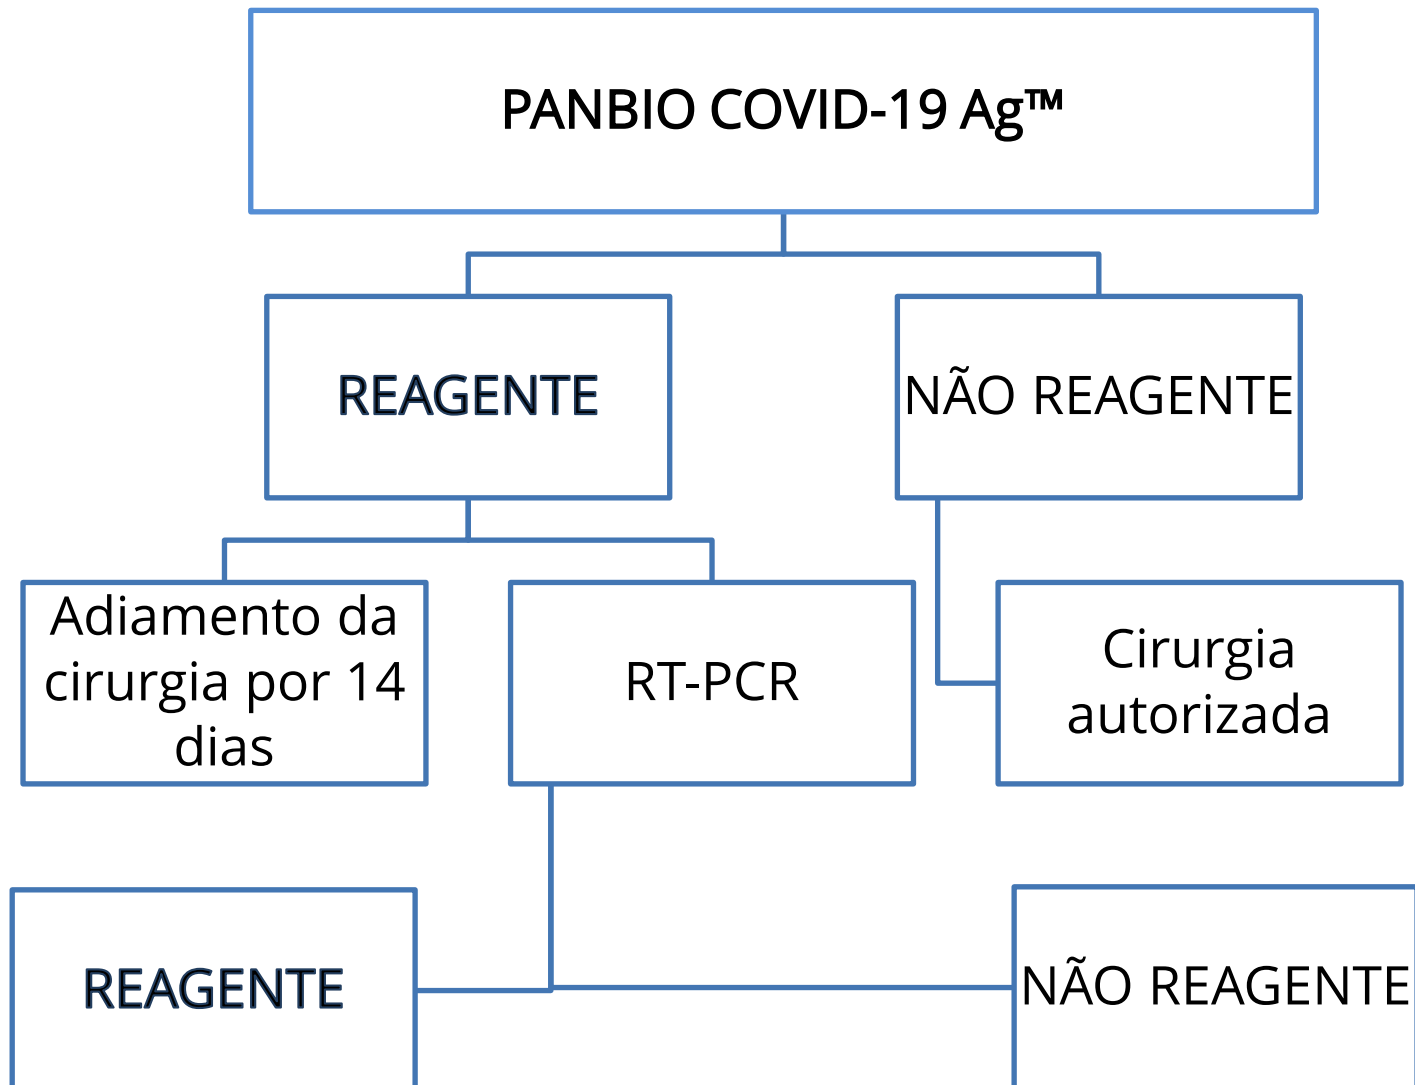 PANBIO COVID-19 Ag™
REAGENTE
NÃO REAGENTE
Adiamento da
cirurgia por 14
dias
RT-PCR
Cirurgia
autorizada
REAGENTE
NÃO REAGENTE